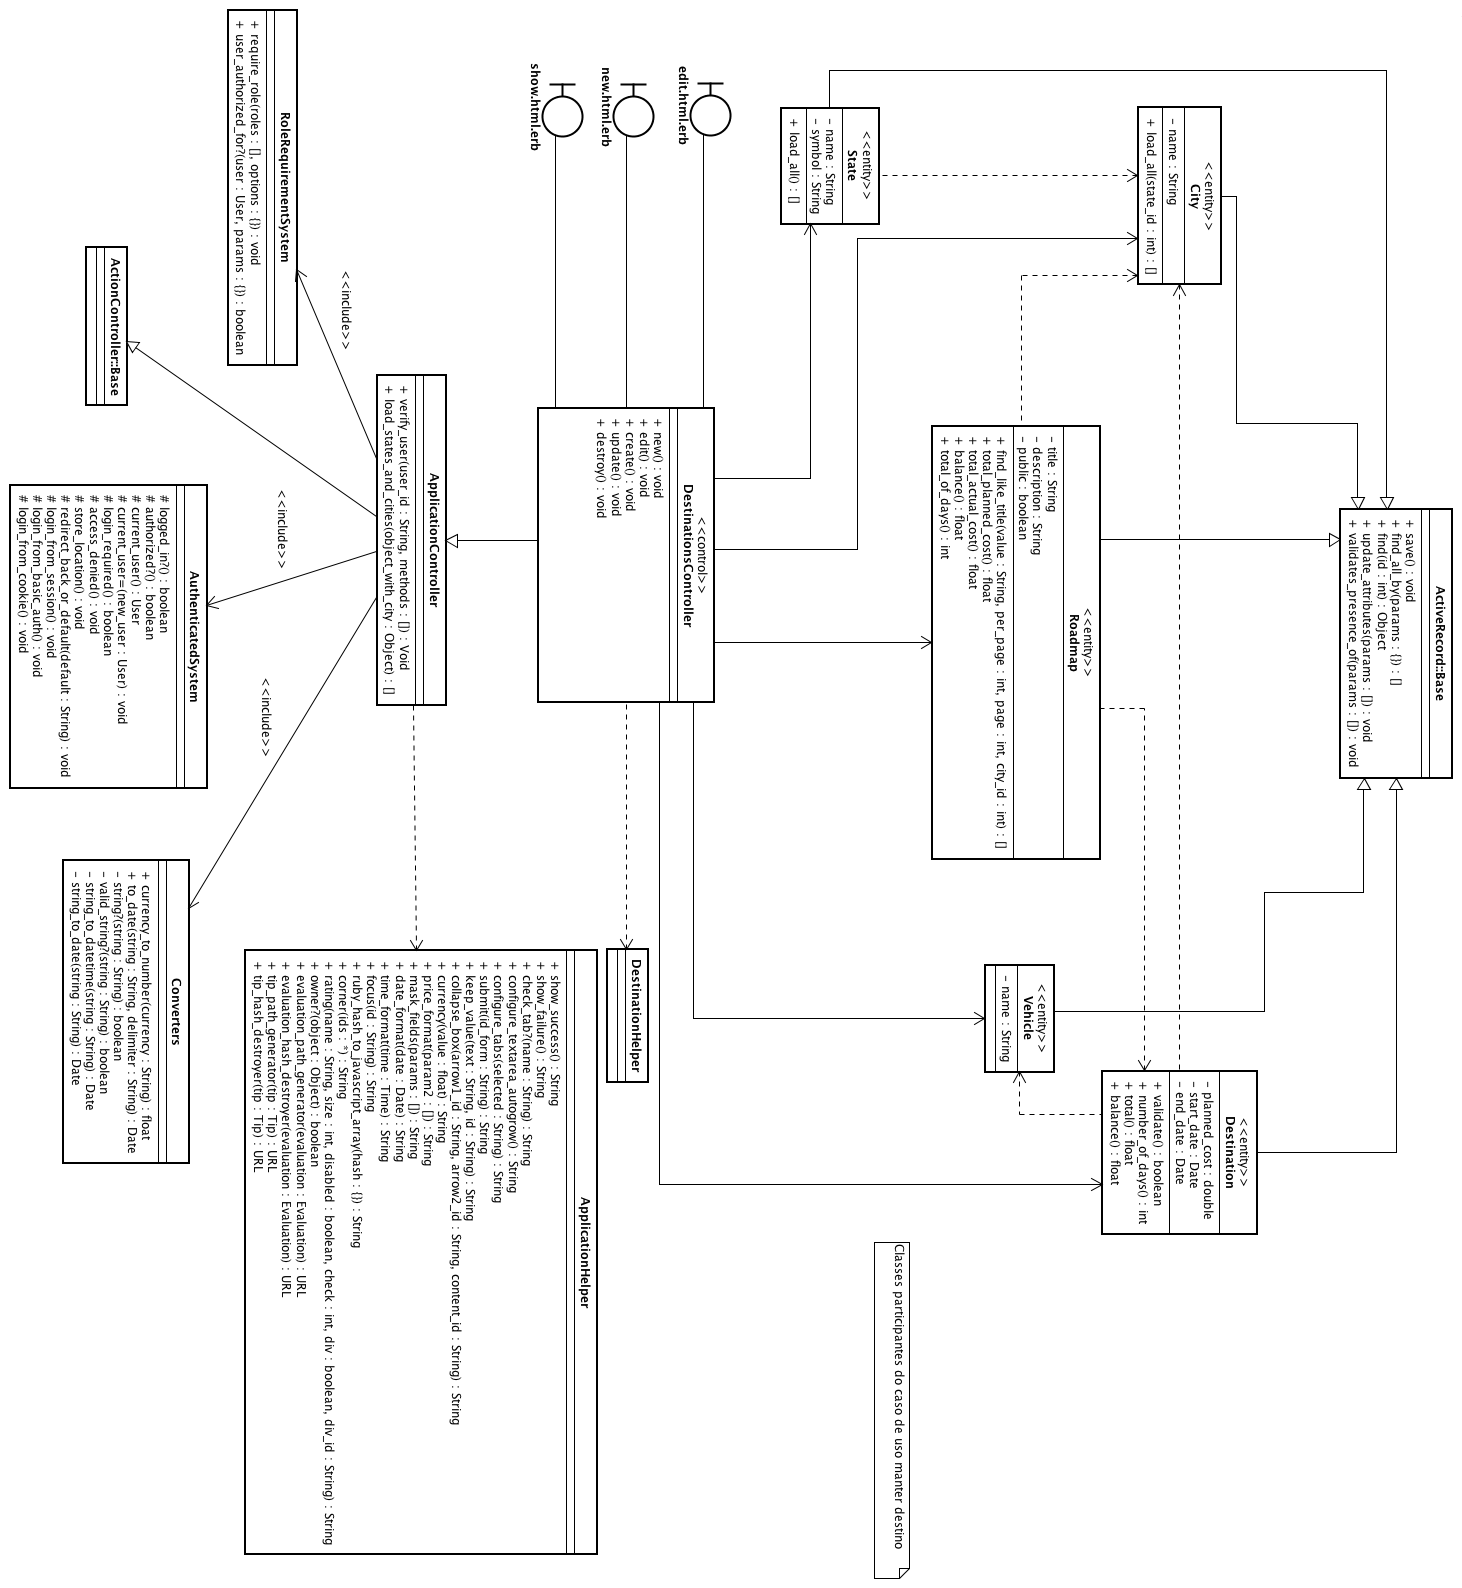 <<entity>>
City
- name : String
+ load_all(state_id : int) : []
ActiveRecord::Base
+ save() : void
+ find_all_by(params : {}) : []
+ find(id : int) : Object
+ update_attributes(params : []) : void
+ validates_presence_of(params : []) : void
<<entity>>
Destination
- planned_cost : double
- start_date : Date
- end_date : Date
+ validate() : boolean
+ number_of_days() : int
+ total() : float
+ balance() : float
<<entity>>
Roadmap
- title : String
- description : String
- public : boolean
+ find_like_title(value : String, per_page : int, page : int, city_id : int) : []
+ total_planned_cost() : float
+ total_actual_cost() : float
+ balance() : float
+ total_of_days() : int
<<entity>>
Vehicle
- name : String
<<entity>>
State
- name : String
- symbol : String
+ load_all() : []
Classes participantes do caso de uso manter destino
edit.html.erb
new.html.erb
show.html.erb
<<control>>
DestinationsController
+ new() : void
+ edit() : void
+ create() : void
+ update() : void
+ destroy() : void
DestinationHelper
ApplicationHelper
+ show_success() : String
+ show_failure() : String
+ check_tab?(name : String) : String
+ configure_textarea_autogrow() : String
+ configure_tabs(selected : String) : String
+ submit(id_form : String) : String
+ keep_value(text : String, id : String) : String
+ collapse_box(arrow1_id : String, arrow2_id : String, content_id : String) : String
+ currency(value : float) : String
+ price_format(param2 : []) : String
+ mask_fields(params : []) : String
+ date_format(date : Date) : String
+ time_format(time : Time) : String
+ focus(id : String) : String
+ ruby_hash_to_javascript_array(hash : {}) : String
+ corner(ids : *) : String
+ rating(name : String, size : int, disabled : boolean, check : int, div : boolean, div_id : String) : String
+ owner?(object : Object) : boolean
+ evaluation_path_generator(evaluation : Evaluation) : URL
+ evaluation_hash_destroyer(evaluation : Evaluation) : URL
+ tip_path_generator(tip : Tip) : URL
+ tip_hash_destroyer(tip : Tip) : URL
ApplicationController
+ verify_user(user_id : String, methods : []) : Void
+ load_states_and_cities(object_with_city : Object) : []
<<include>>
<<include>>
<<include>>
RoleRequirementSystem
+ require_role(roles : [], options : {}) : void
+ user_authorized_for?(user : User, params : {}) : boolean
ActionController::Base
AuthenticatedSystem
# logged_in?() : boolean
# authorized?() : boolean
# current_user() : User
# current_user=(new_user : User) : void
# login_required() : boolean
# access_denied() : void
# store_location() : void
# redirect_back_or_default(default : String) : void
# login_from_session() : void
# login_from_basic_auth() : void
# login_from_cookie() : void
Converters
+ currency_to_number(currency : String) : float
+ to_date(string : String, delimiter : String) : Date
- string?(string : String) : boolean
- valid_string?(string : String) : boolean
- string_to_datetime(string : String) : Date
- string_to_date(string : String) : Date